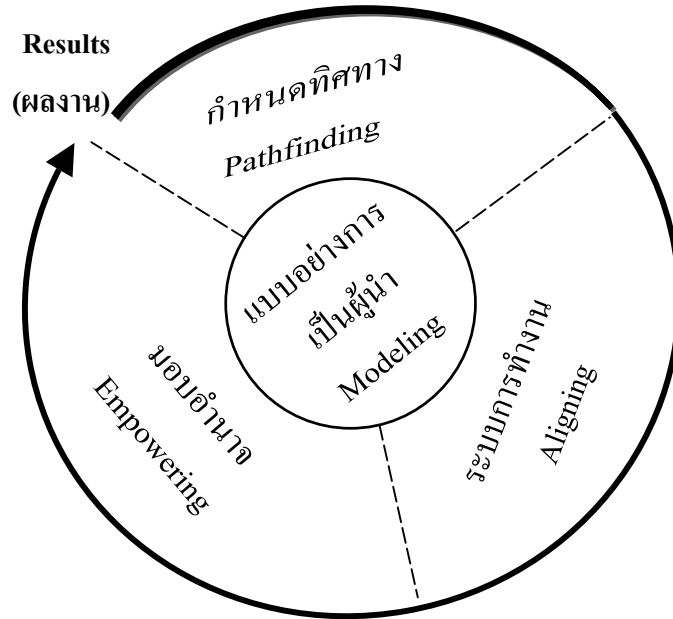 Results
(ผลงาน)
กำหนดทิศทาง
Pathfinding
แบบอย่างการ
เป็นผู้นำ
Modeling
ระบบการทำงาน
Aligning
มอบอำนาจ
Empowering